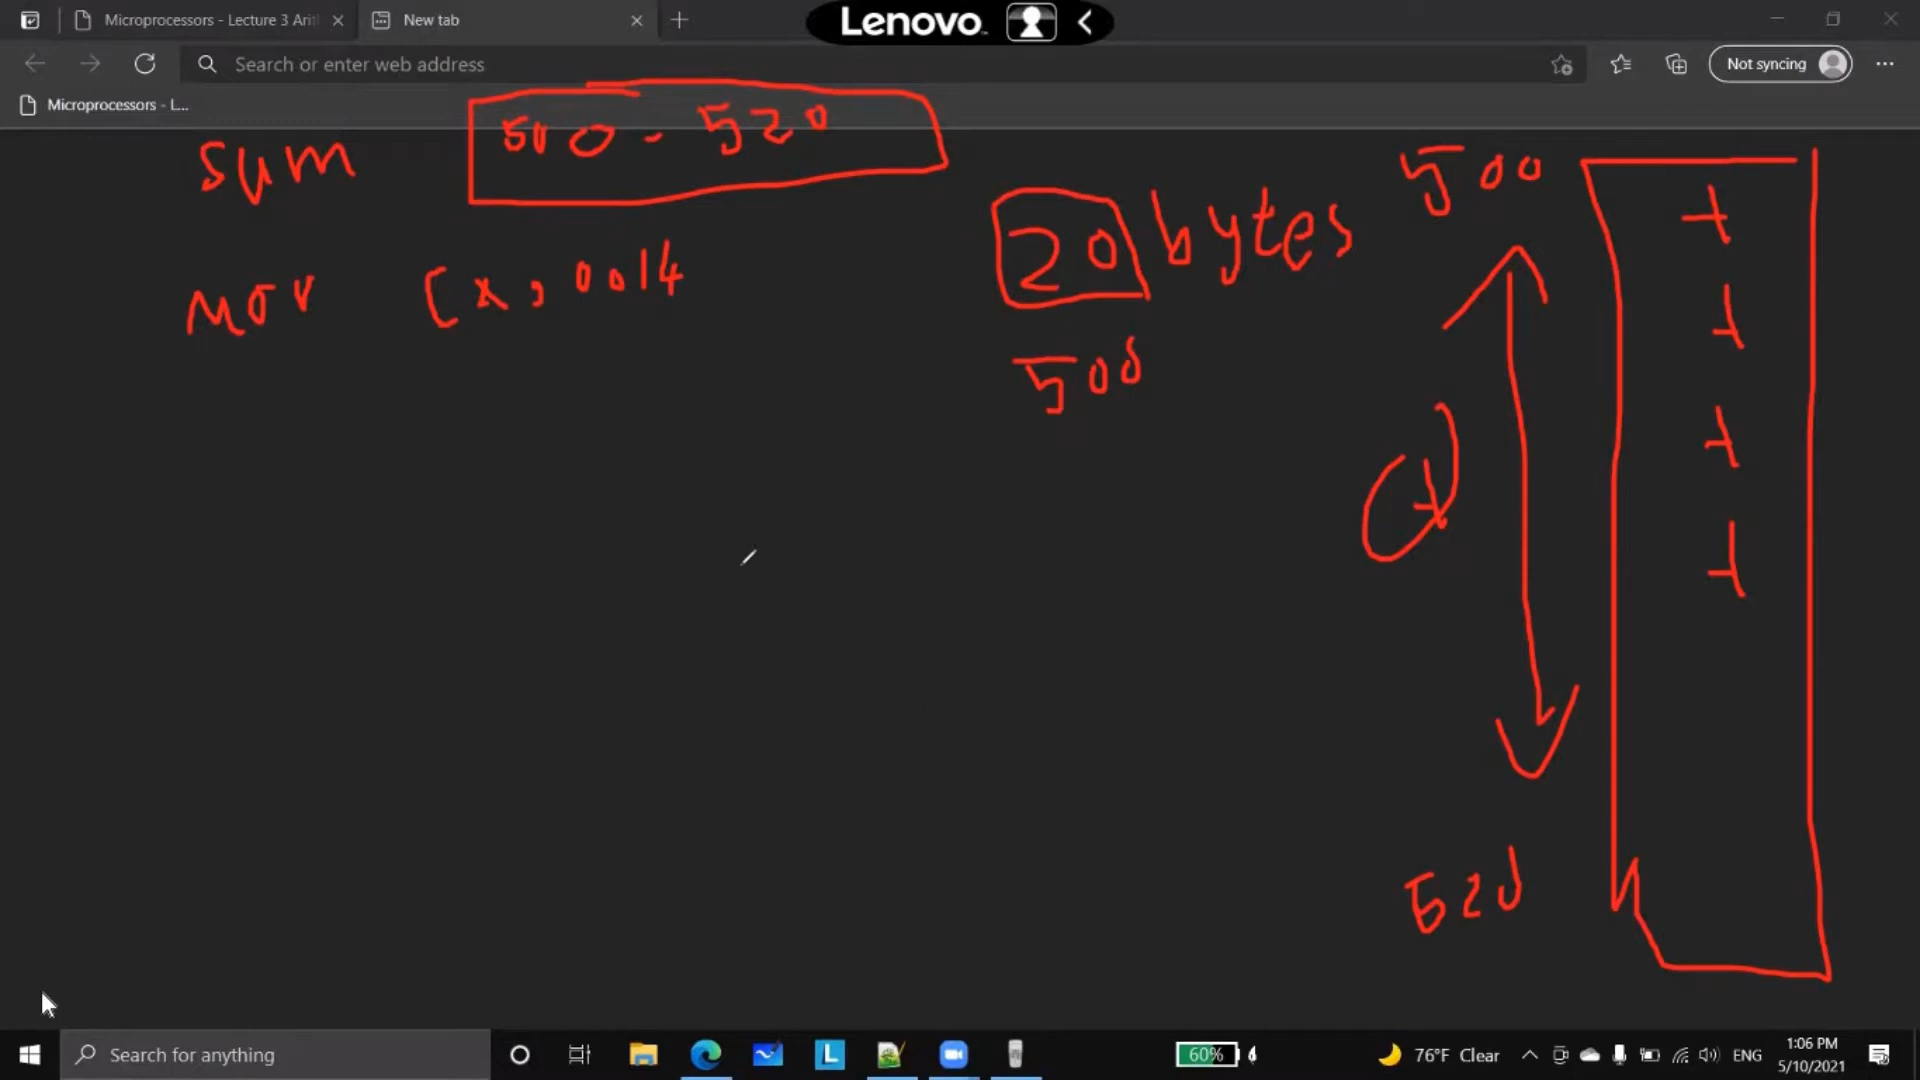 Microprocessors - Lecture 3 Arit
New tab
Lenovo
Search or enter web address
Not syncing
Microprocessors - L...
sum 500 - 520
20 bytes
500
mov Cx, 0014
500
520
Search for anything
60%
76°F Clear
ENG
1:06 PM
5/10/2021